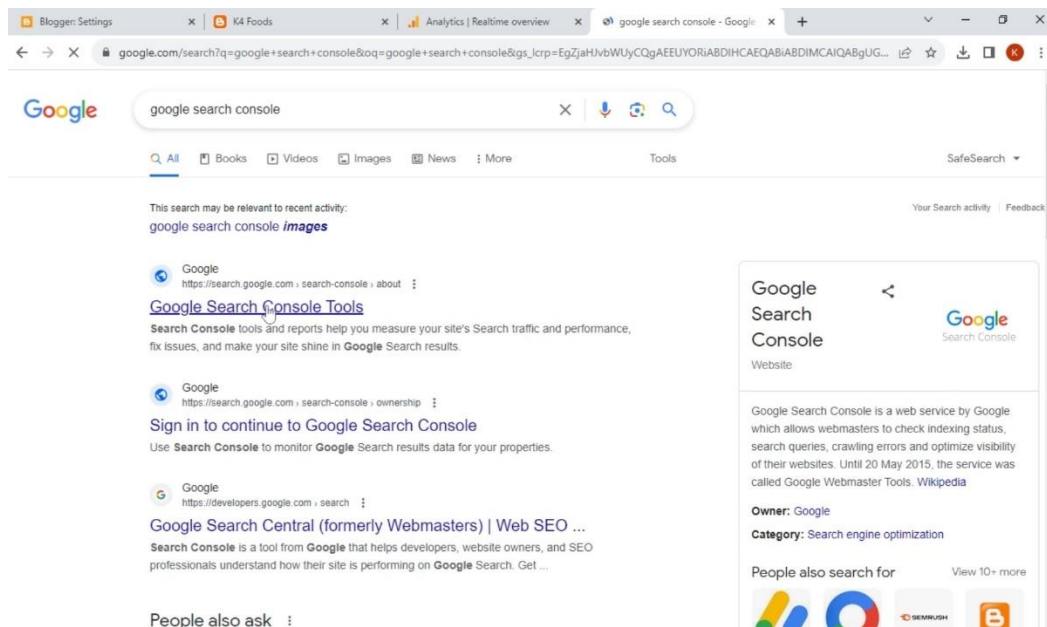 Blogger: Settings
K4 Foods
Analytics | Realtime overview
google search console - Google
google.com/search?q=google+search+console&oq=google+search+console&gs_lcrp=EgZjaHJvbWUyCQgAEEUYORiABDIHCAEQABiABDIMCAIQABgUG...
K
Google
google search console
All
Books
Videos
Images
News
More
Tools
SafeSearch
This search may be relevant to recent activity:
google search console images
Your Search activity
Feedback
Google
https://search.google.com › search-console › about
Google Search Console Tools
Search Console tools and reports help you measure your site's Search traffic and performance,
fix issues, and make your site shine in Google Search results.
Google
https://search.google.com › search-console › ownership
Sign in to continue to Google Search Console
Use Search Console to monitor Google Search results data for your properties.
G
Google
https://developers.google.com › search
Google Search Central (formerly Webmasters) | Web SEO ...
Search Console is a tool from Google that helps developers, website owners, and SEO
professionals understand how their site is performing on Google Search. Get ...
People also ask
Google
Search
Console
Website
Google
Search Console
Google Search Console is a web service by Google
which allows webmasters to check indexing status,
search queries, crawling errors and optimize visibility
of their websites. Until 20 May 2015, the service was
called Google Webmaster Tools. Wikipedia
Owner: Google
Category: Search engine optimization
People also search for
View 10+ more
SEMRUSH